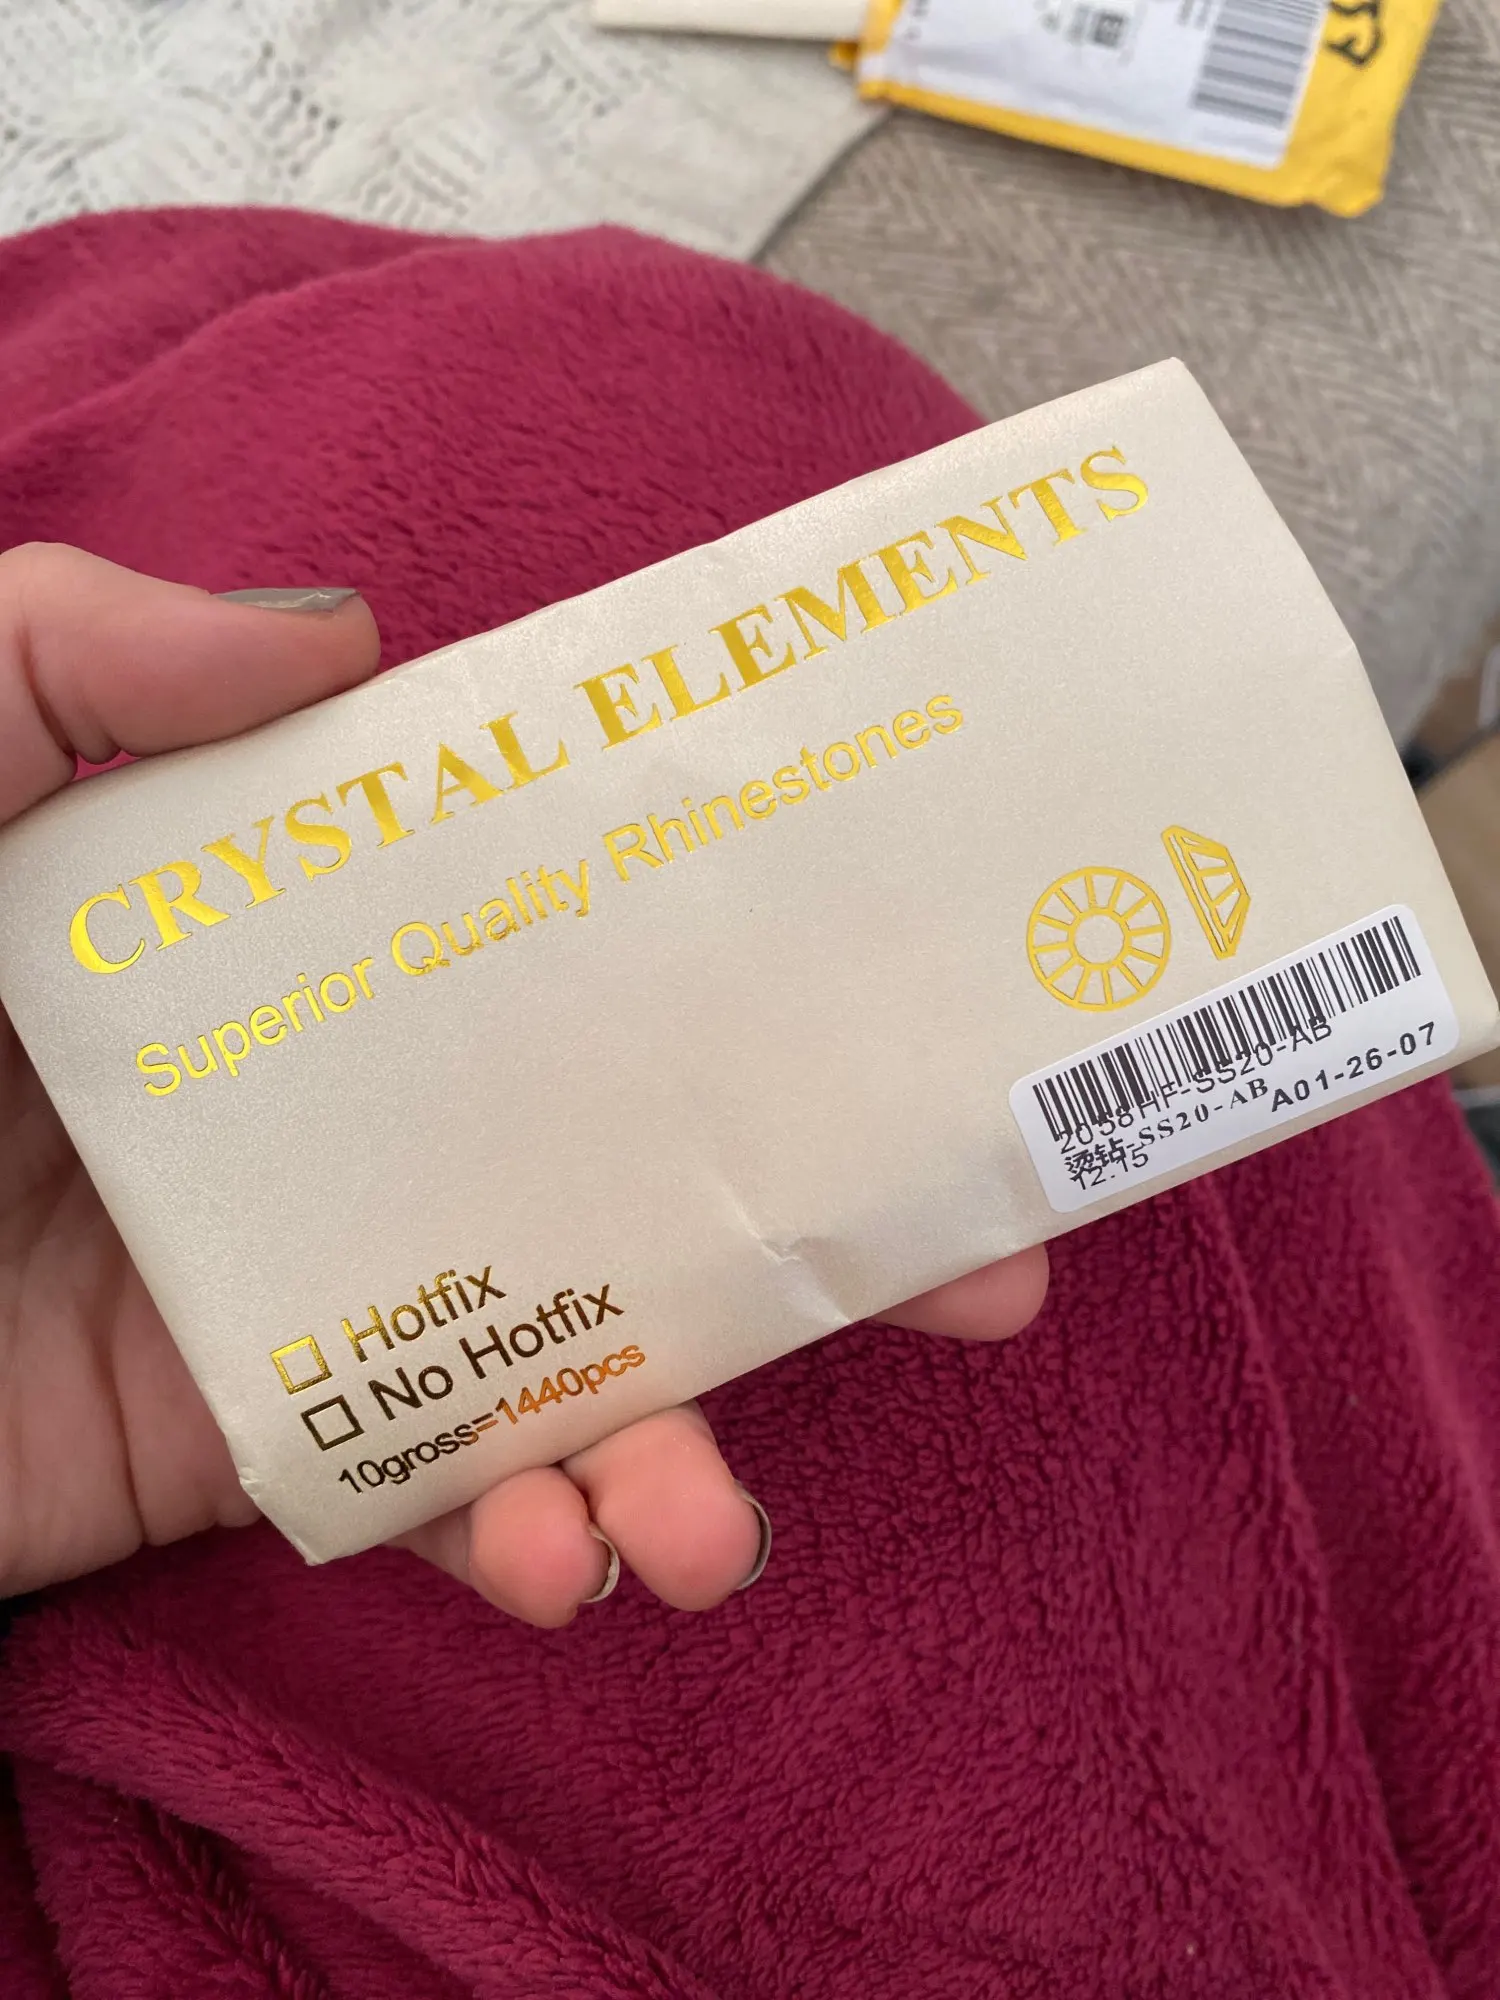 CRYSTAL ELEMENTS
Superior Quality Rhinestones
2038HF-SS20-AB
烫钻-SS20-AB A01-26-07
12.15
Hotfix
No Hotfix
10gross=1440pcs